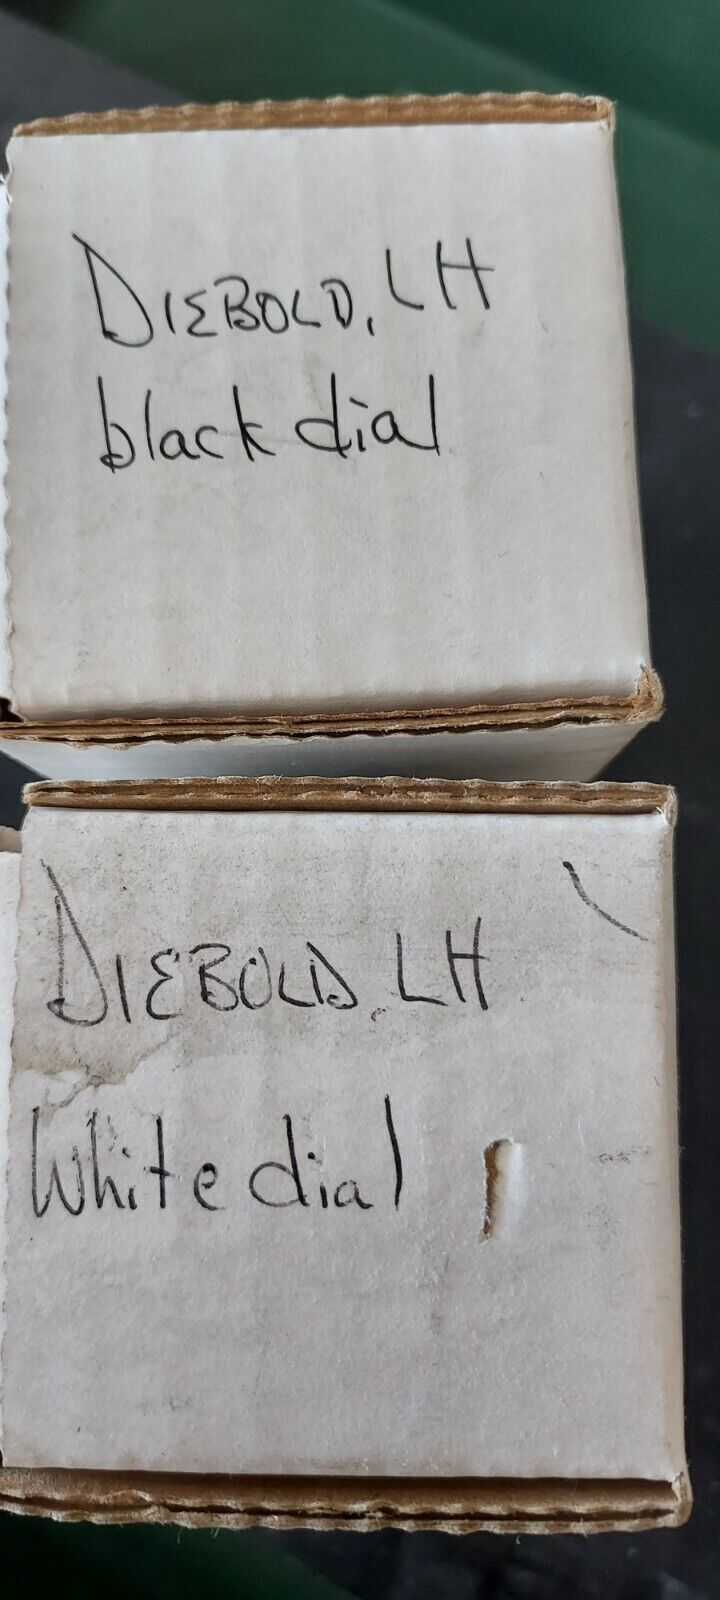 DIEBOLD, LH
black dial
DIEBOLD, LH
White dial